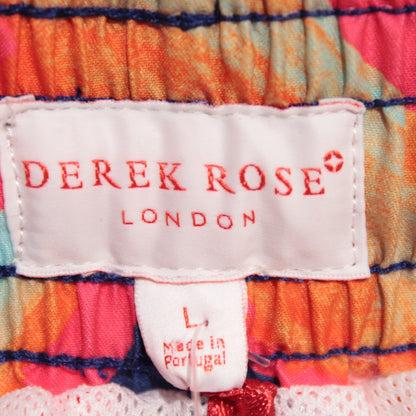 DEREK ROSE
LONDON
L
Made in
Portugal